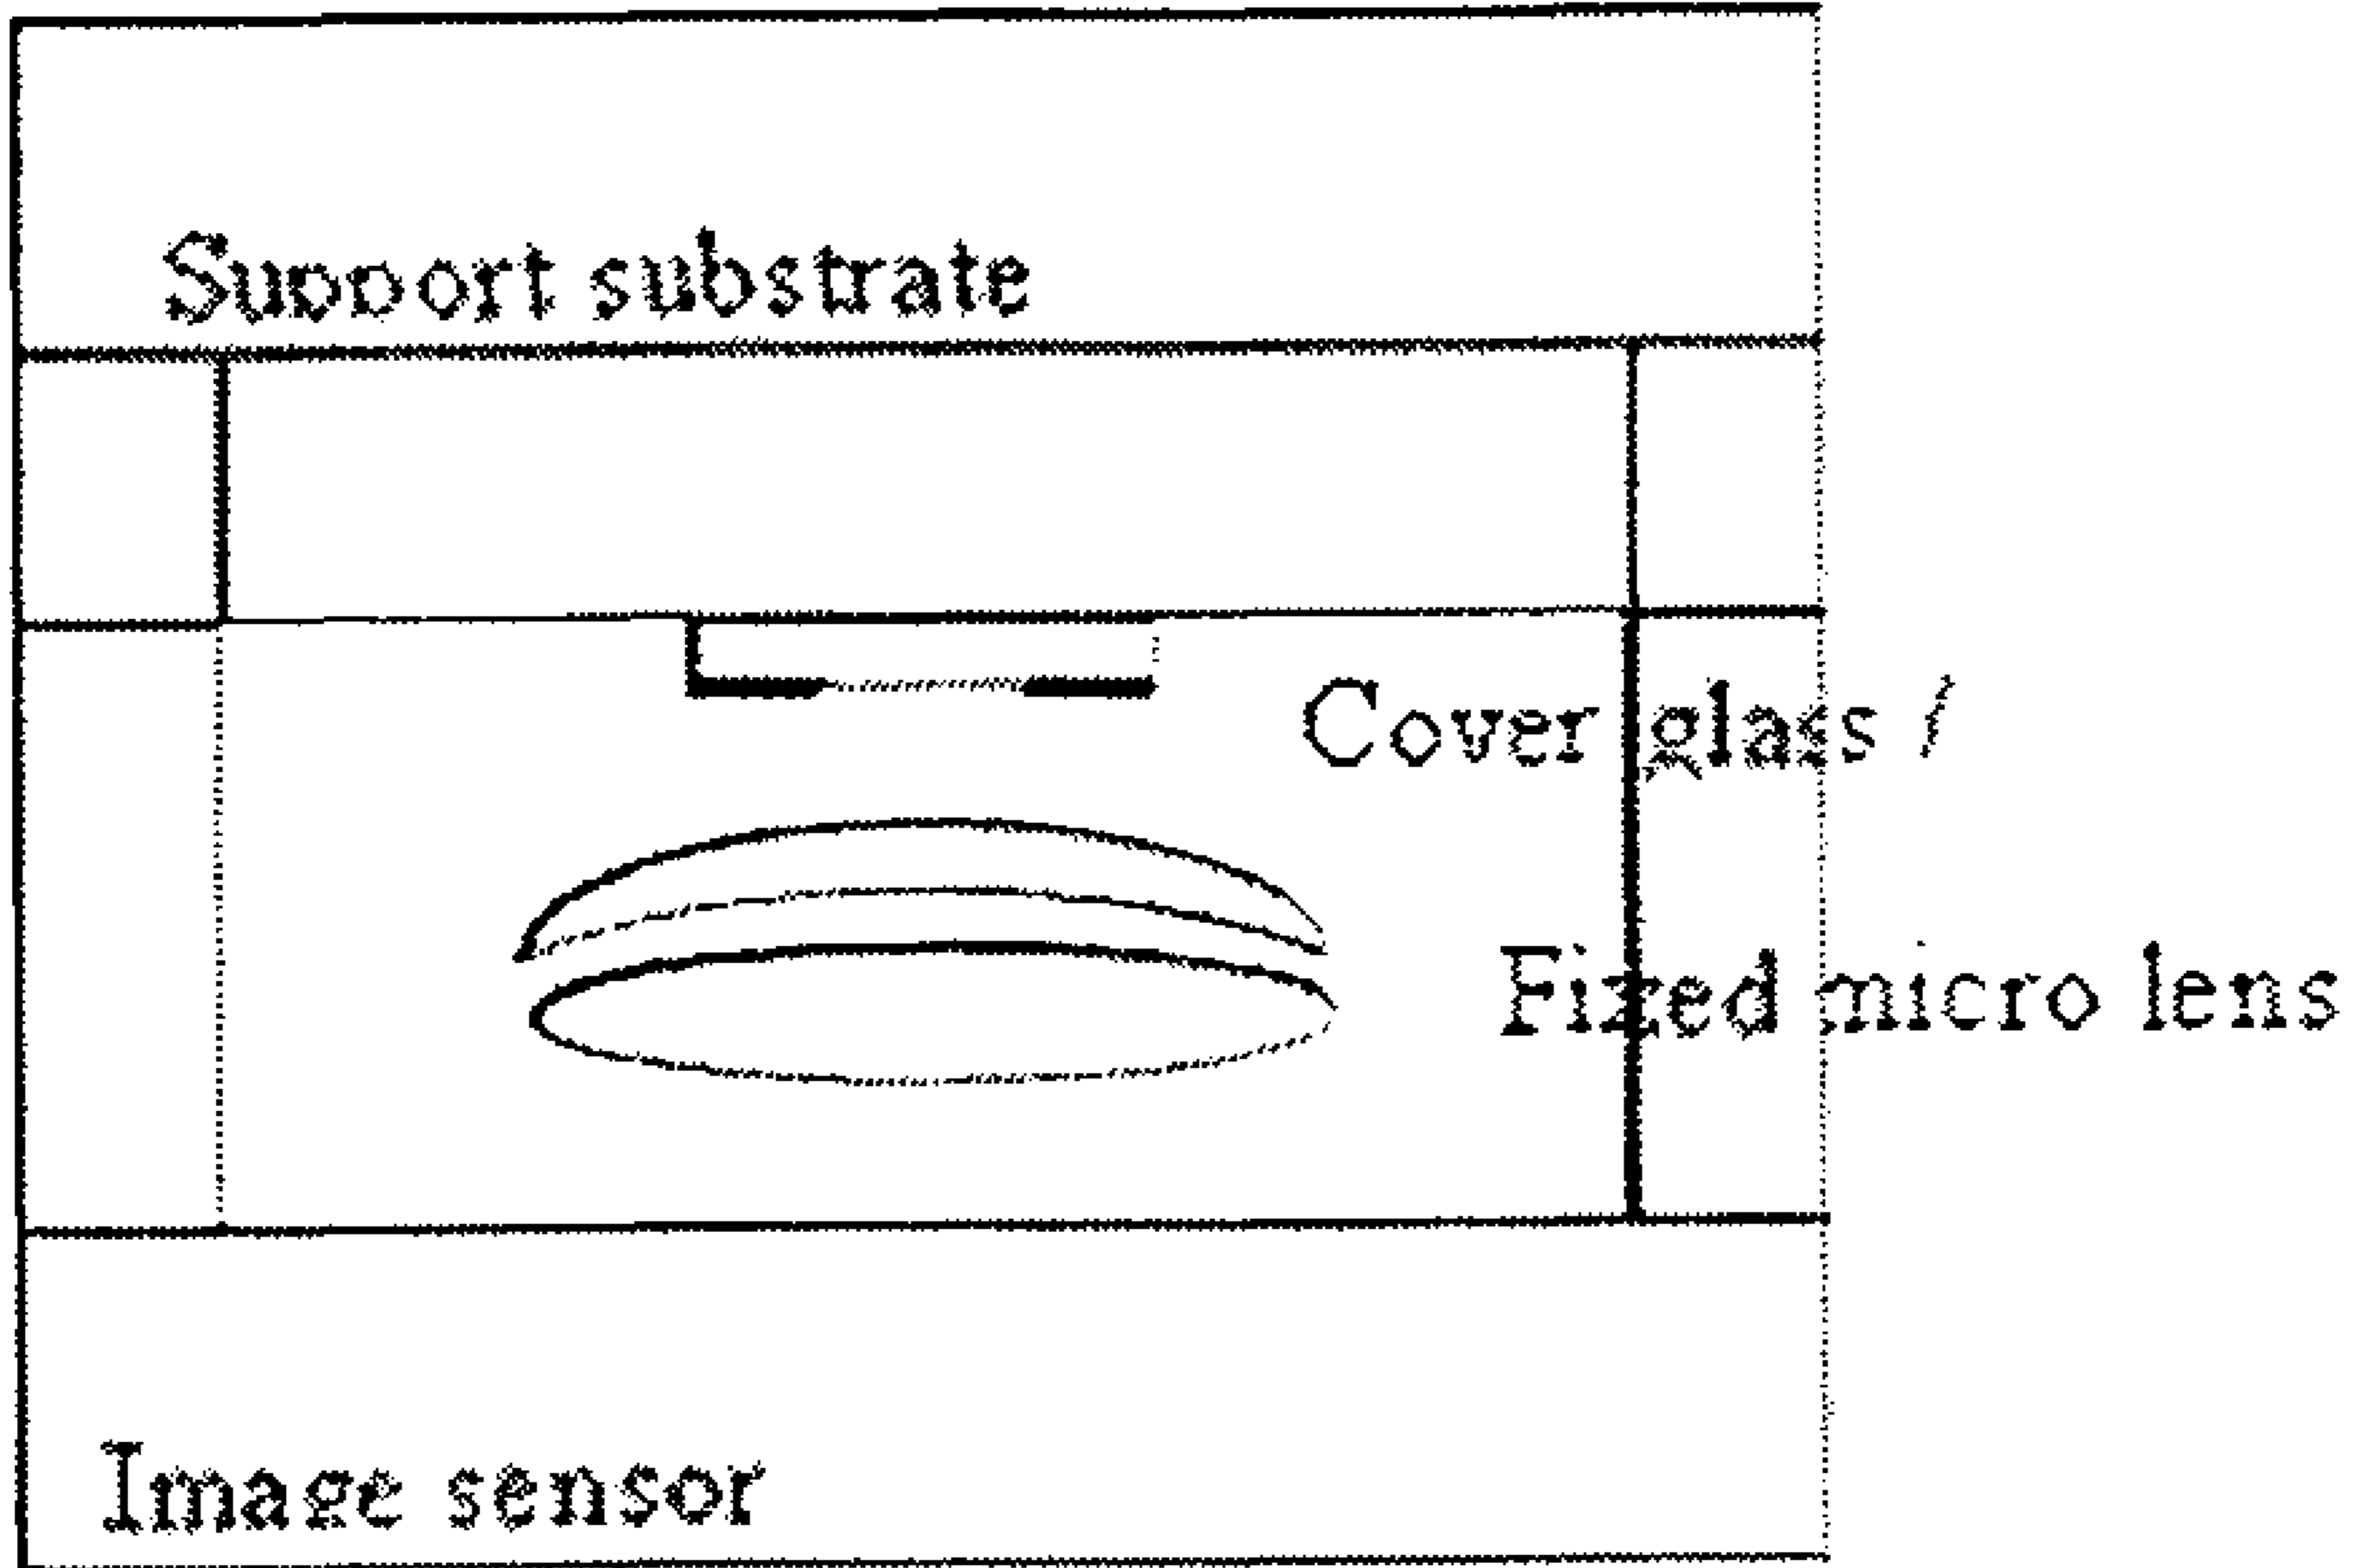 Support substrate
Cover glass /
Fixed micro lens
Image sensor